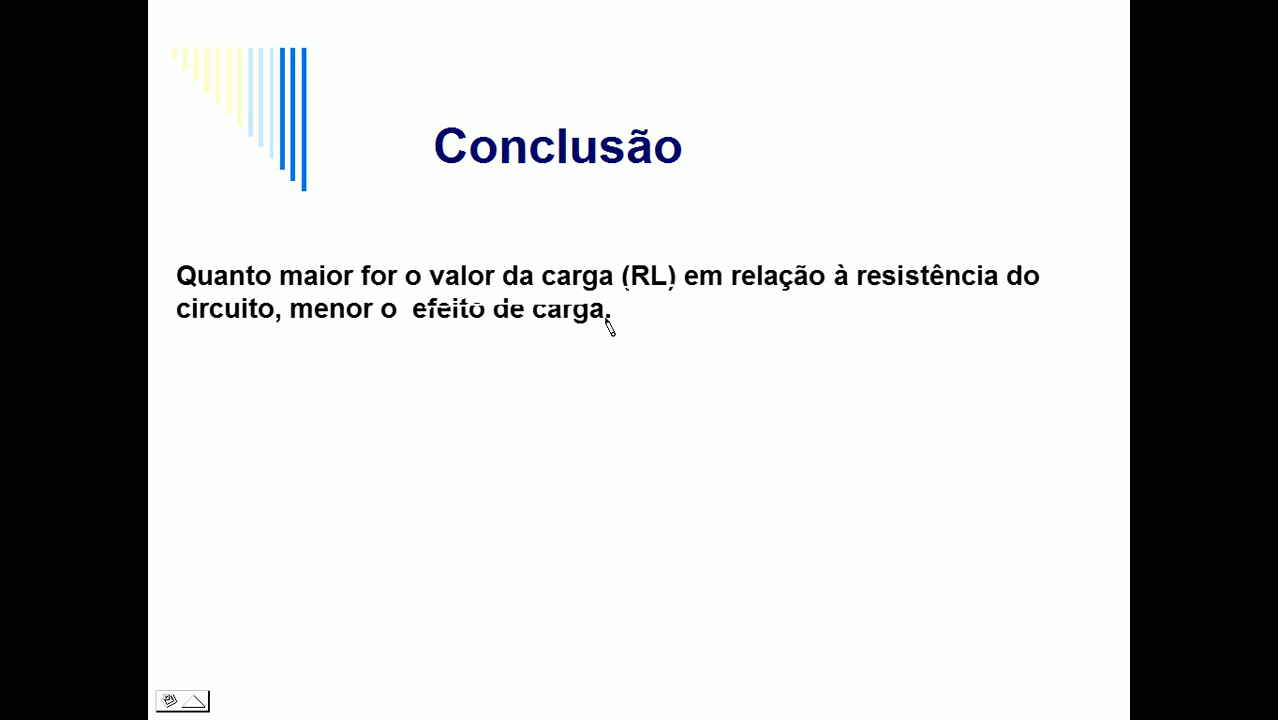 Conclusão
Quanto maior for o valor da carga (RL) em relação à resistência do
circuito, menor o efeito de carga.